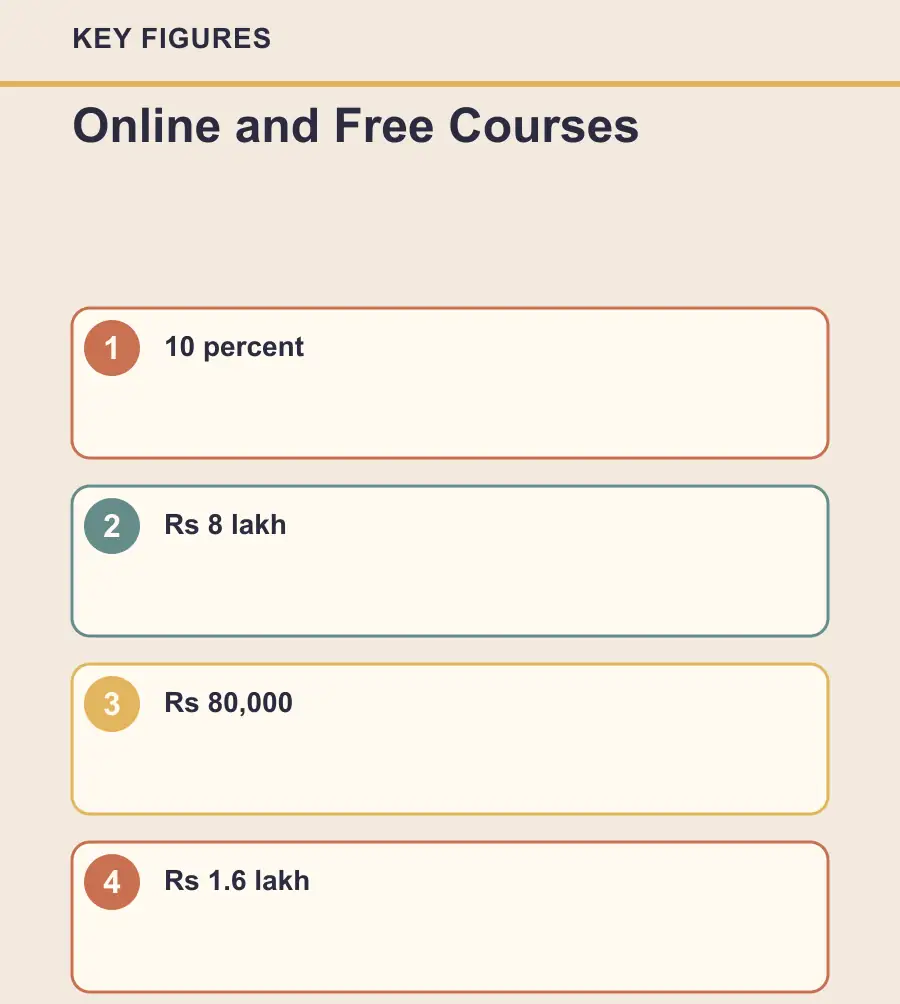 KEY FIGURES
Online and Free Courses
1 10 percent
2 Rs 8 lakh
3 Rs 80,000
4 Rs 1.6 lakh